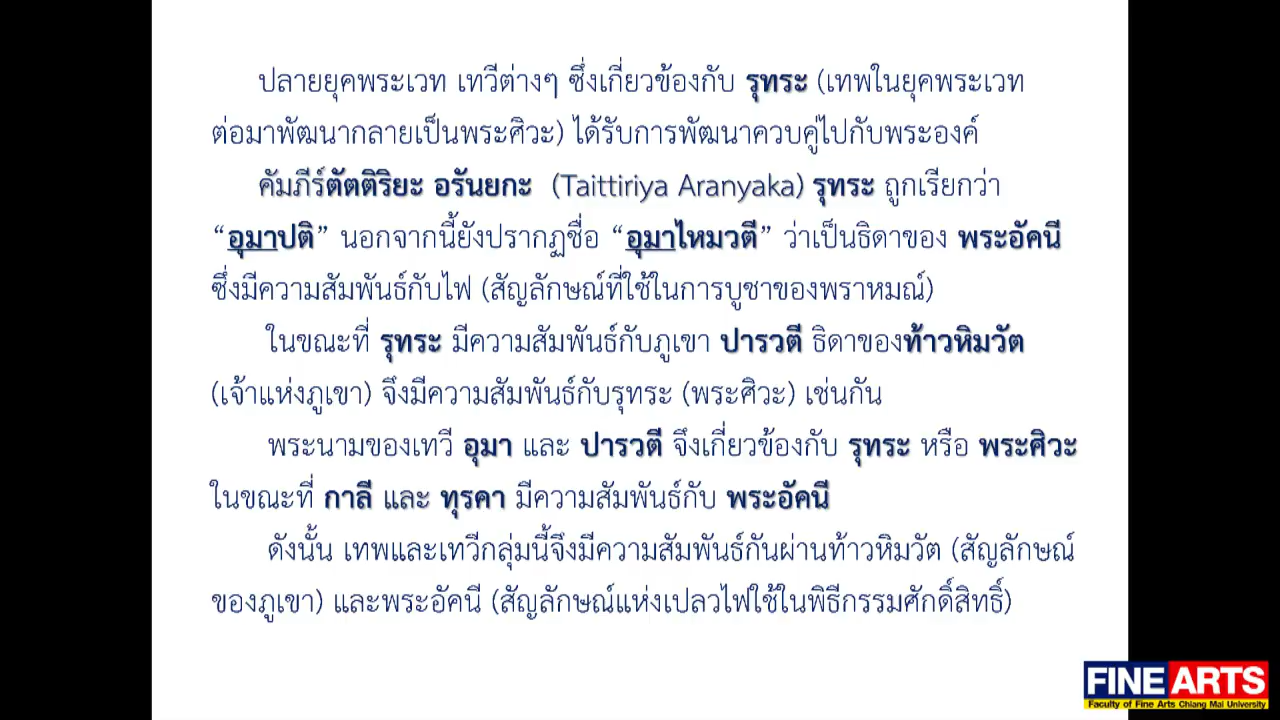 ปลายยุคพระเวท เทวีต่างๆ ซึ่งเกี่ยวข้องกับ รุทระ (เทพในยุคพระเวท
ต่อมาพัฒนากลายเป็นพระศิวะ) ได้รับการพัฒนาควบคู่ไปกับพระองค์
คัมภีร์ตัตติริยะ อรันยกะ (Taittiriya Aranyaka) รุทระ ถูกเรียกว่า
“อุมาปติ” นอกจากนี้ยังปรากฏชื่อ “อุมาไหมวตี” ว่าเป็นธิดาของ พระอัคนี
ซึ่งมีความสัมพันธ์กับไฟ (สัญลักษณ์ที่ใช้ในการบูชาของพราหมณ์)
ในขณะที่ รุทระ มีความสัมพันธ์กับภูเขา ปารวตี ธิดาของท้าวหิมวัต
(เจ้าแห่งภูเขา) จึงมีความสัมพันธ์กับรุทระ (พระศิวะ) เช่นกัน
พระนามของเทวี อุมา และ ปารวตี จึงเกี่ยวข้องกับ รุทระ หรือ พระศิวะ
ในขณะที่ กาลี และ ทุรคา มีความสัมพันธ์กับ พระอัคนี
ดังนั้น เทพและเทวีกลุ่มนี้จึงมีความสัมพันธ์กันผ่านท้าวหิมวัต (สัญลักษณ์
ของภูเขา) และพระอัคนี (สัญลักษณ์แห่งเปลวไฟใช้ในพิธีกรรมศักดิ์สิทธิ์)
FINE ARTS
Faculty of Fine Arts Chiang Mai University